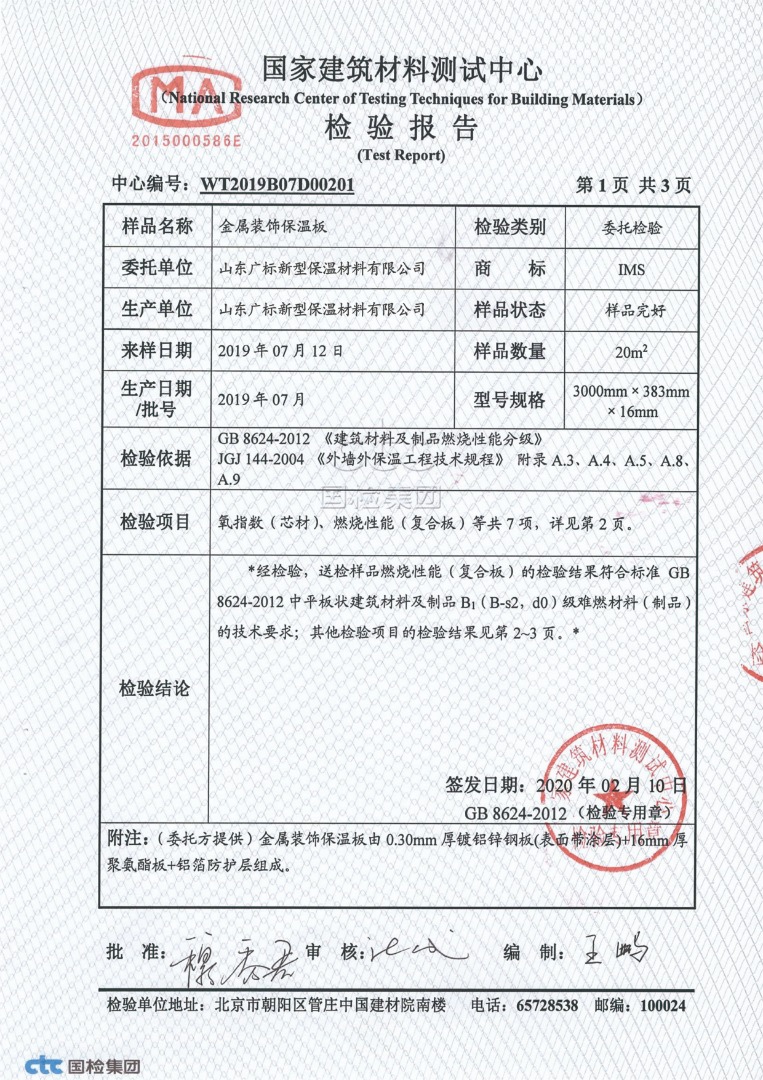 国家建筑材料测试中心
MA
（National Research Center of Testing Techniques for Building Materials）
2015000586E
检验报告
(Test Report)
中心编号：WT2019B07D00201 第1页 共3页
样品名称 金属装饰保温板 检验类别 委托检验
委托单位 山东广标新型保温材料有限公司 商 标 IMS
生产单位 山东广标新型保温材料有限公司 样品状态 样品完好
来样日期 2019年07月12日 样品数量 20m²
生产日期
/批号 2019年07月 型号规格 3000mm×383mm
×16mm
检验依据 GB 8624-2012 《建筑材料及制品燃烧性能分级》
JGJ 144-2004 《外墙外保温工程技术规程》 附录 A.3、A.4、A.5、A.8、
A.9
国检集团
检验项目 氧指数（芯材）、燃烧性能（复合板）等共7项，详见第2页。
检验结论 *经检验，送检样品燃烧性能（复合板）的检验结果符合标准 GB
8624-2012中平板状建筑材料及制品 B₁（B-s2，d0）级难燃材料（制品）
的技术要求；其他检验项目的检验结果见第2~3页。*
家建筑材料测试中心
签发日期：2020年02月10日
GB 8624-2012（检验专用章）
检验专用章
附注：（委托方提供）金属装饰保温板由0.30mm厚镀铝锌钢板(表面带涂层)+16mm厚
聚氨酯板+铝箔防护层组成。
批 准： 审 核： 编 制：王鹏
检验单位地址：北京市朝阳区管庄中国建材院南楼 电话：65728538 邮编：100024
ctc 国检集团